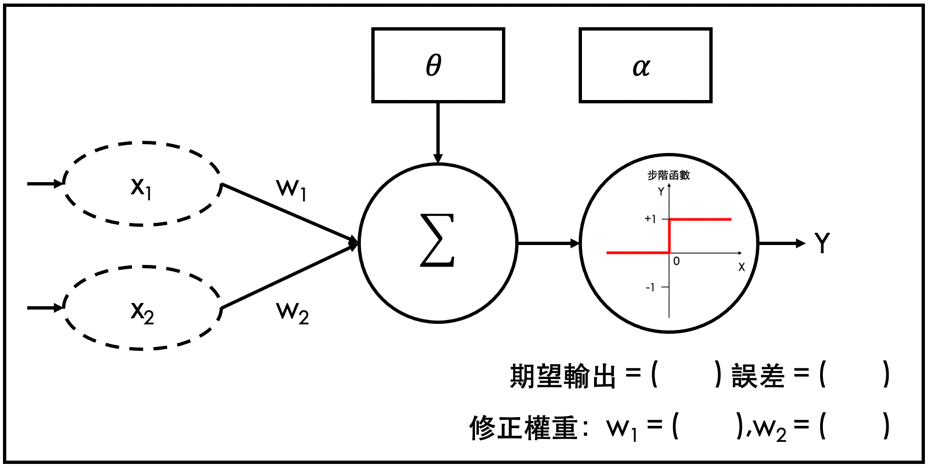 θ
α
x₁
w₁
x₂
w₂
∑
步階函數
Y
+1
0
X
-1
Y
期望輸出 = (      ) 誤差 = (      )
修正權重: w₁ = (      ),w₂ = (      )